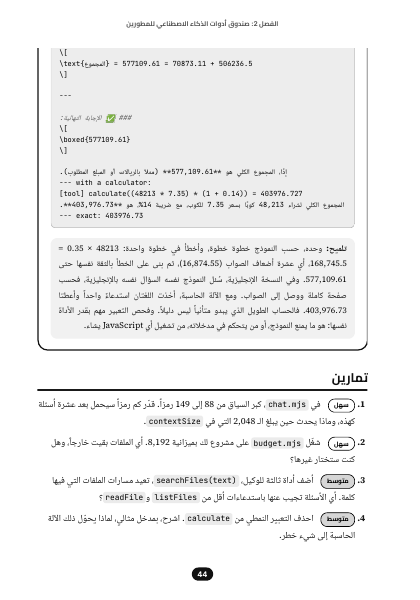 الفصل 2: صندوق أدوات الذكاء الاصطناعي للمطورين
\[
\text{المجموع} = 577109.61 = 70873.11 + 506236.5
\]
---
### ✅ الإجابة النهائية:
\[
\boxed{577109.61}
\]
إذًا، المجموع الكلي هو **577,109.61** (مثلاً بالريالات أو المبلغ المطلوب).
--- with a calculator:
[tool] calculate((48213 * 7.35) * (1 + 0.14)) = 403976.727
المجموع الكلي لشراء 48,213 كوبًا بسعر 7.35 للكوب، مع ضريبة 14%، هو **403,976.73**.
--- exact: 403976.73
تلميح: وحده، حسب النموذج خطوة خطوة، وأخطأ في خطوة واحدة: 48213 × 0.35 =
168,745.5، أي عشرة أضعاف الصواب (16,874.55)، ثم بنى على الخطأ بالثقة نفسها حتى
577,109.61. وفي النسخة الإنجليزية، سُئل النموذج نفسه السؤال نفسه بالإنجليزية، فحسب
صفحة كاملة ووصل إلى الصواب. ومع الآلة الحاسبة، أخذت اللغتان استدعاءً واحداً وأعطتا
403,976.73. فالحساب الطويل الذي يبدو متأنياً ليس دليلاً. وفحص التعبير مهم بقدر الأداة
نفسها: هو ما يمنع النموذج، أو من يتحكم في مدخلاته، من تشغيل أي JavaScript يشاء.
تمارين
1. سهل في chat.mjs، كبر السياق من 88 إلى 149 رمزاً. قدّر كم رمزاً سيحمل بعد عشرة أسئلة
كهذه، وماذا يحدث حين يبلغ الـ 2,048 التي في contextSize.
2. سهل شغّل budget.mjs على مشروع لك بميزانية 8,192. أي الملفات بقيت خارجاً، وهل
كنت ستختار غيرها؟
3. متوسط أضف أداة ثالثة للوكيل، searchFiles(text)، تعيد مسارات الملفات التي فيها
كلمة. أي الأسئلة تجيب عنها باستدعاءات أقل من listFiles و readFile؟
4. متوسط احذف التعبير النمطي من calculate. اشرح، بمدخل مثالي، لماذا يحوّل ذلك الآلة
الحاسبة إلى شيء خطر.
44